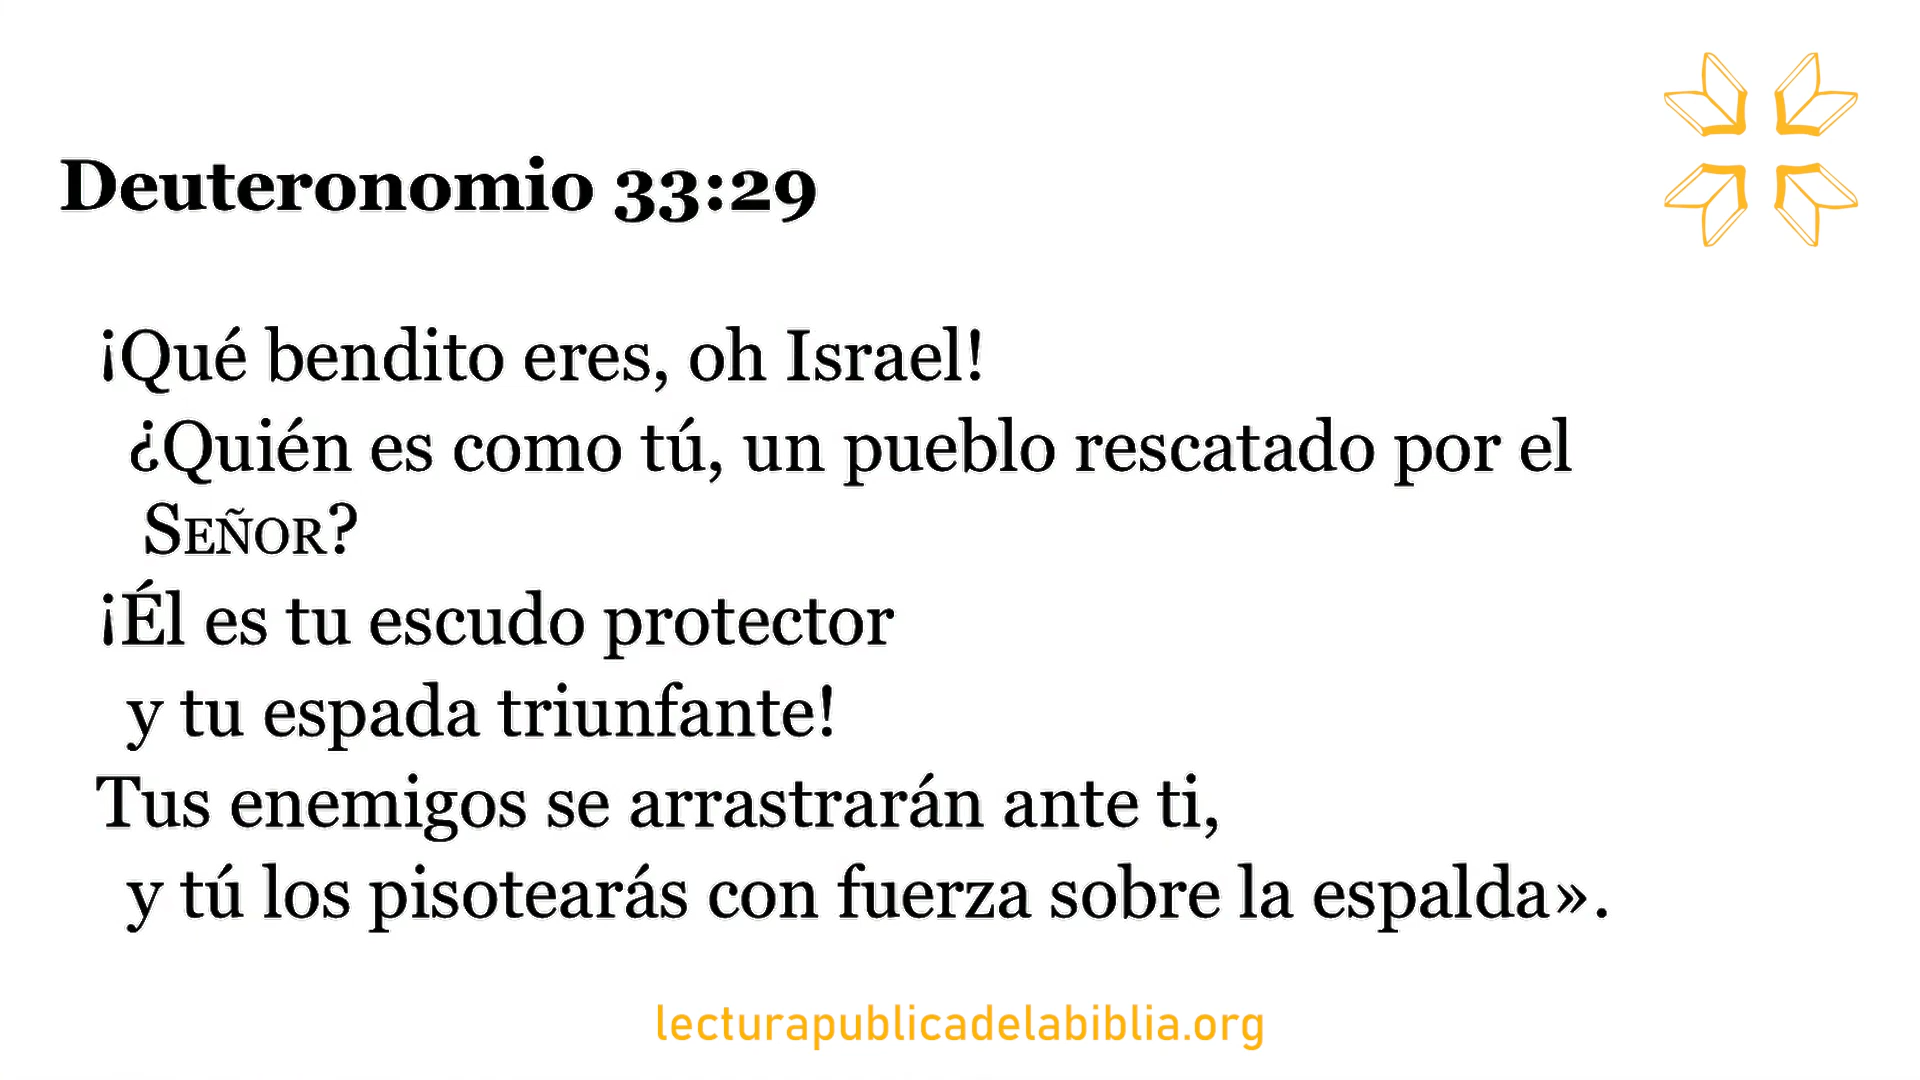 Deuteronomio 33:29
¡Qué bendito eres, oh Israel!
¿Quién es como tú, un pueblo rescatado por el
SEÑOR?
¡Él es tu escudo protector
y tu espada triunfante!
Tus enemigos se arrastrarán ante ti,
y tú los pisotearás con fuerza sobre la espalda».
lecturapublicadelabiblia.org